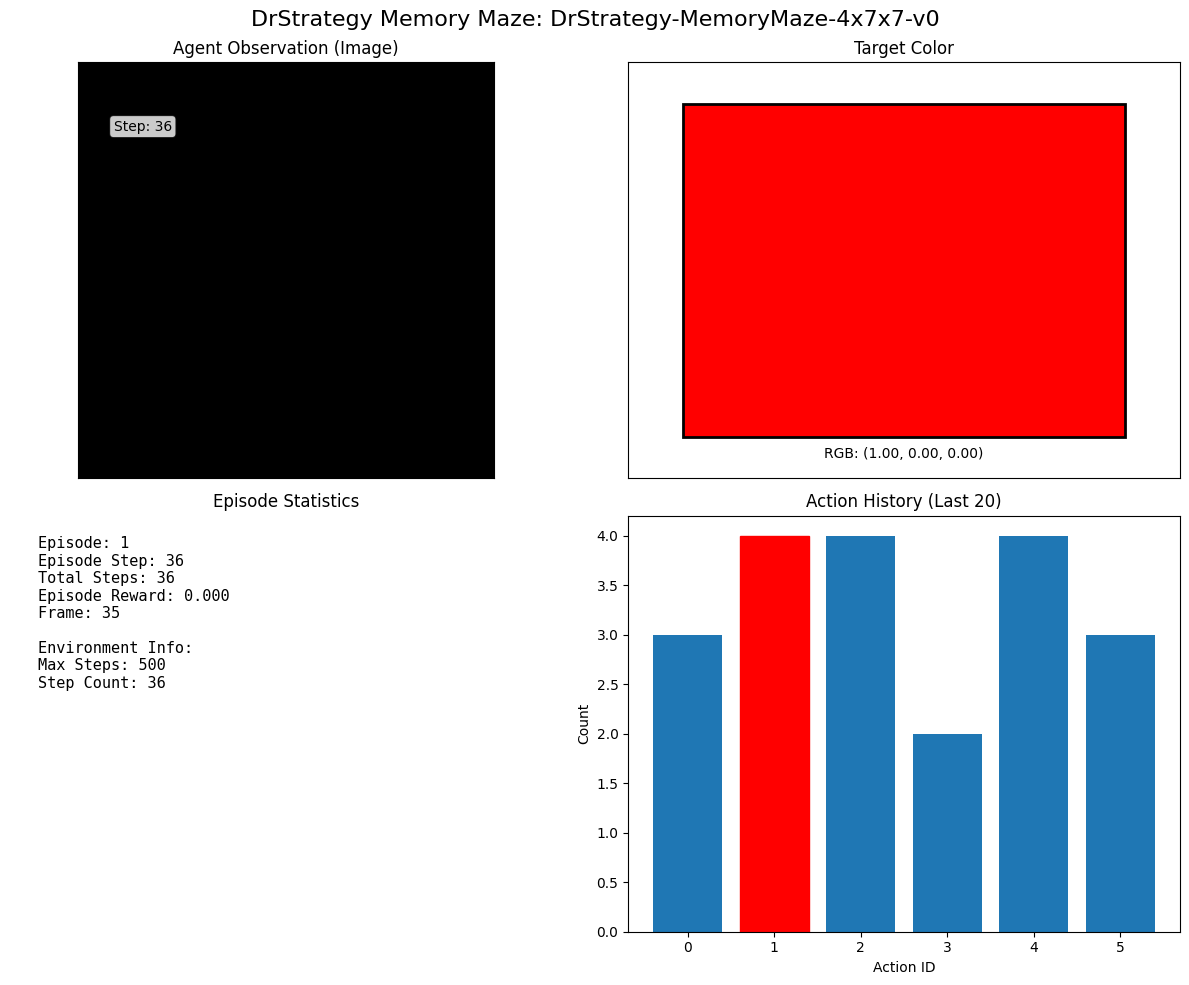 DrStrategy Memory Maze: DrStrategy-MemoryMaze-4x7x7-v0
Agent Observation (Image)
Step: 36
Target Color
RGB: (1.00, 0.00, 0.00)
Episode Statistics
Episode: 1
Episode Step: 36
Total Steps: 36
Episode Reward: 0.000
Frame: 35
Environment Info:
Max Steps: 500
Step Count: 36
Action History (Last 20)
Count
4.0
3.5
3.0
2.5
2.0
1.5
1.0
0.5
0.0
0 1 2 3 4 5
Action ID